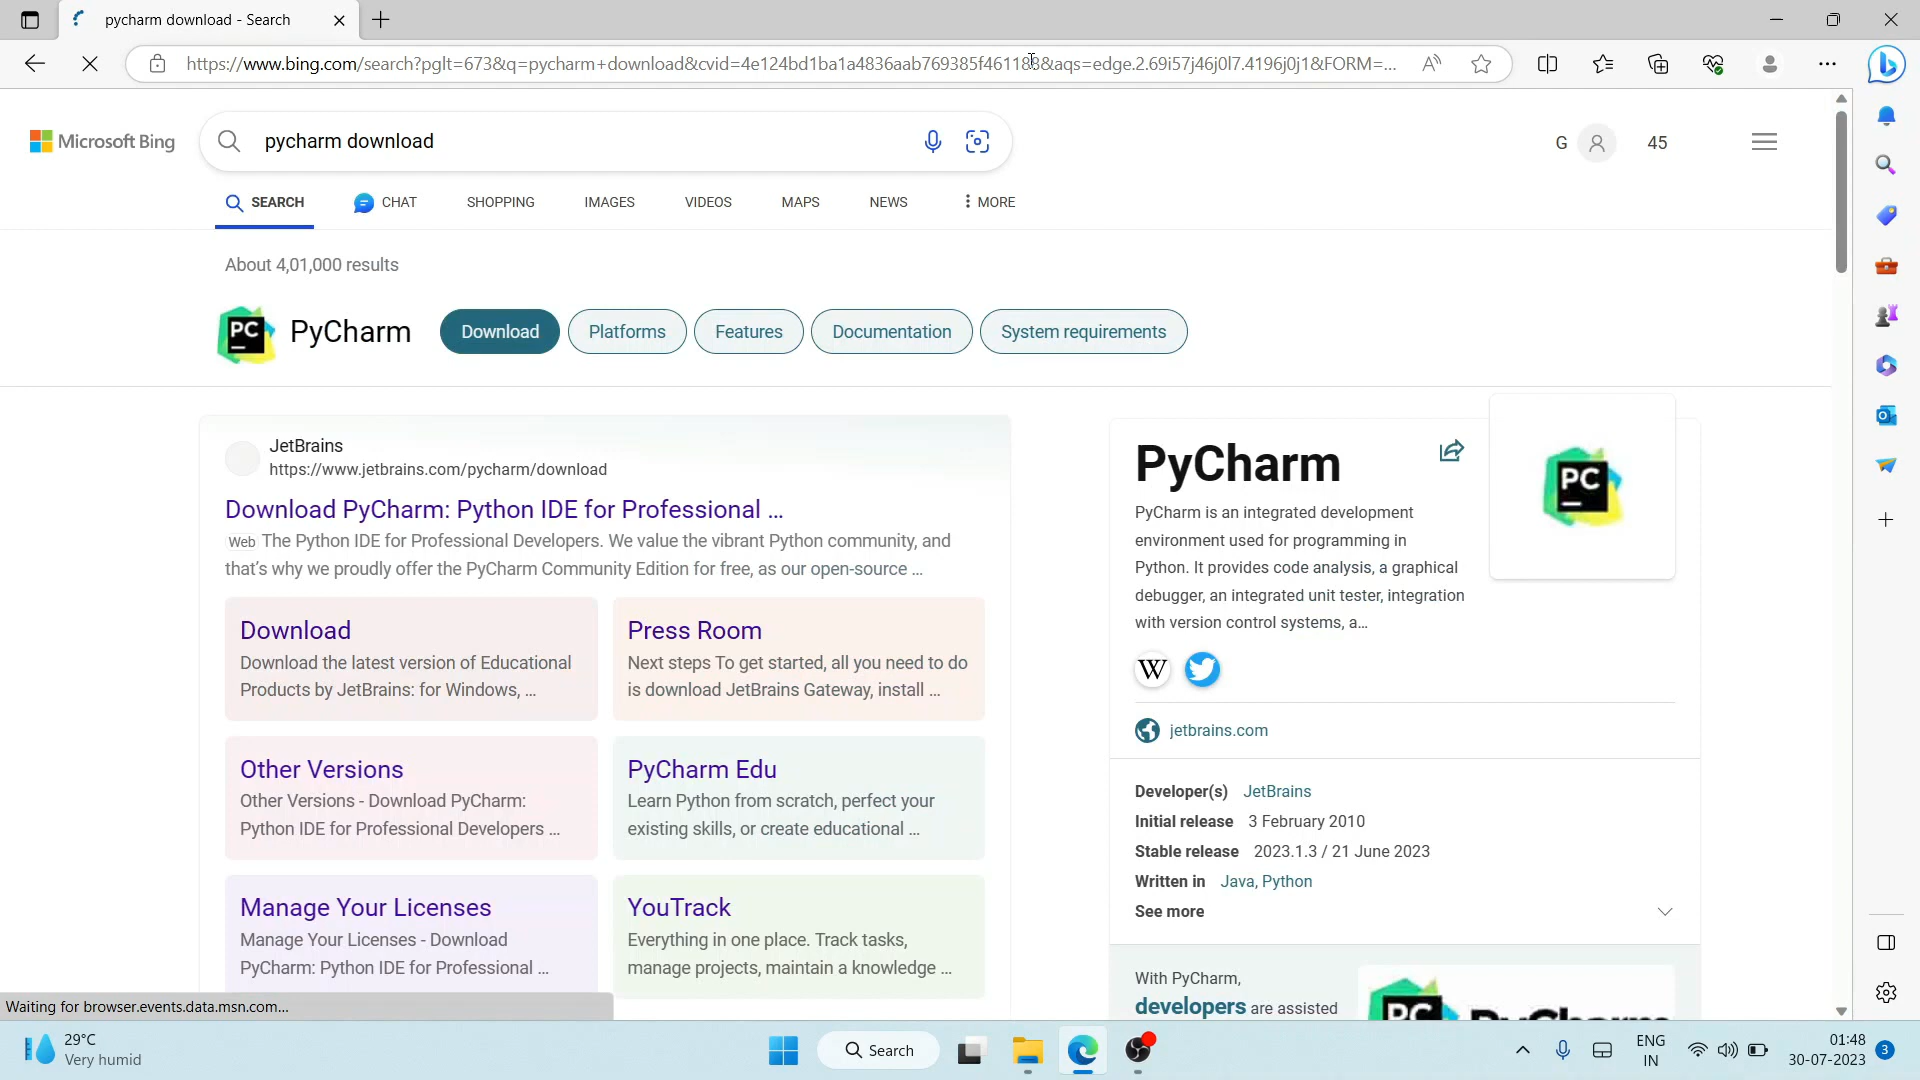 pycharm download - Search
https://www.bing.com/search?pglt=673&q=pycharm+download&cvid=4e124bd1ba1a4836aab769385f461188&aqs=edge.2.69i57j46j0l7.4196j0j1&FORM=...
Microsoft Bing
pycharm download
G
45
SEARCH
CHAT
SHOPPING
IMAGES
VIDEOS
MAPS
NEWS
MORE
About 4,01,000 results
PC
PyCharm
Download
Platforms
Features
Documentation
System requirements
JetBrains
https://www.jetbrains.com/pycharm/download
Download PyCharm: Python IDE for Professional ...
Web The Python IDE for Professional Developers. We value the vibrant Python community, and
that's why we proudly offer the PyCharm Community Edition for free, as our open-source ...
Download
Download the latest version of Educational
Products by JetBrains: for Windows, ...
Press Room
Next steps To get started, all you need to do
is download JetBrains Gateway, install ...
Other Versions
Other Versions - Download PyCharm:
Python IDE for Professional Developers ...
PyCharm Edu
Learn Python from scratch, perfect your
existing skills, or create educational ...
Manage Your Licenses
Manage Your Licenses - Download
PyCharm: Python IDE for Professional ...
YouTrack
Everything in one place. Track tasks,
manage projects, maintain a knowledge ...
PyCharm
PC
PyCharm is an integrated development
environment used for programming in
Python. It provides code analysis, a graphical
debugger, an integrated unit tester, integration
with version control systems, a...
W
jetbrains.com
Developer(s) JetBrains
Initial release 3 February 2010
Stable release 2023.1.3 / 21 June 2023
Written in Java, Python
See more
With PyCharm,
developers are assisted
PC PyCharm
Waiting for browser.events.data.msn.com...
29°C
Very humid
Search
ENG
IN
01:48
30-07-2023
3